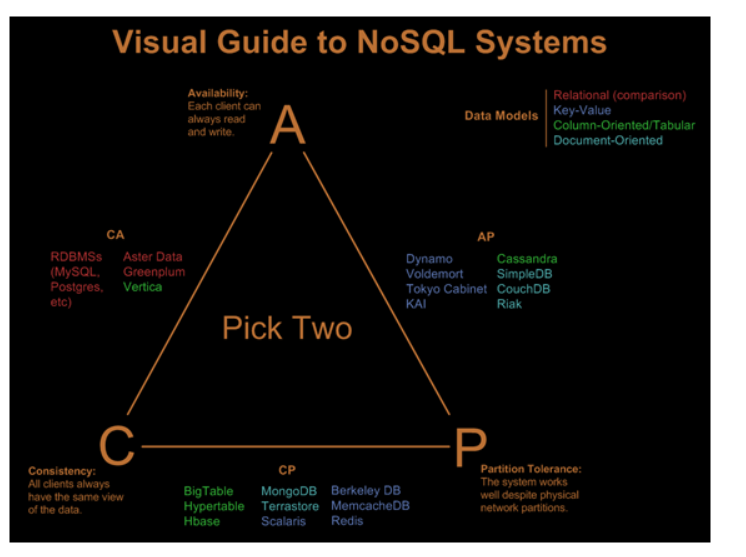 Visual Guide to NoSQL Systems
Availability:
Each client can
always read
and write.
A
Data Models
Relational (comparison)
Key-Value
Column-Oriented/Tabular
Document-Oriented
CA
RDBMSs
(MySQL,
Postgres,
etc)
Aster Data
Greenplum
Vertica
AP
Dynamo
Voldemort
Tokyo Cabinet
KAI
Cassandra
SimpleDB
CouchDB
Riak
Pick Two
C
P
Consistency:
All clients always
have the same view
of the data.
CP
BigTable
Hypertable
Hbase
MongoDB
Terrastore
Scalaris
Berkeley DB
MemcacheDB
Redis
Partition Tolerance:
The system works
well despite physical
network partitions.